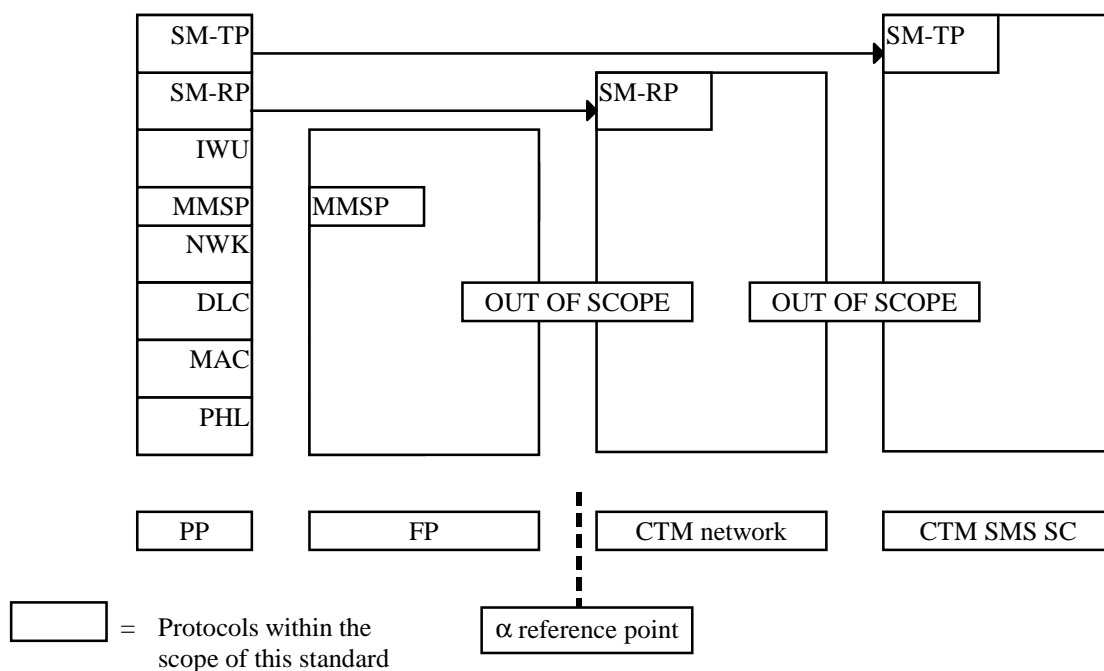 SM-TP
SM-TP
SM-RP
SM-RP
IWU
MMSP
MMSP
NWK
DLC
OUT OF SCOPE
OUT OF SCOPE
MAC
PHL
PP
FP
CTM network
CTM SMS SC
= Protocols within the
scope of this standard
α reference point